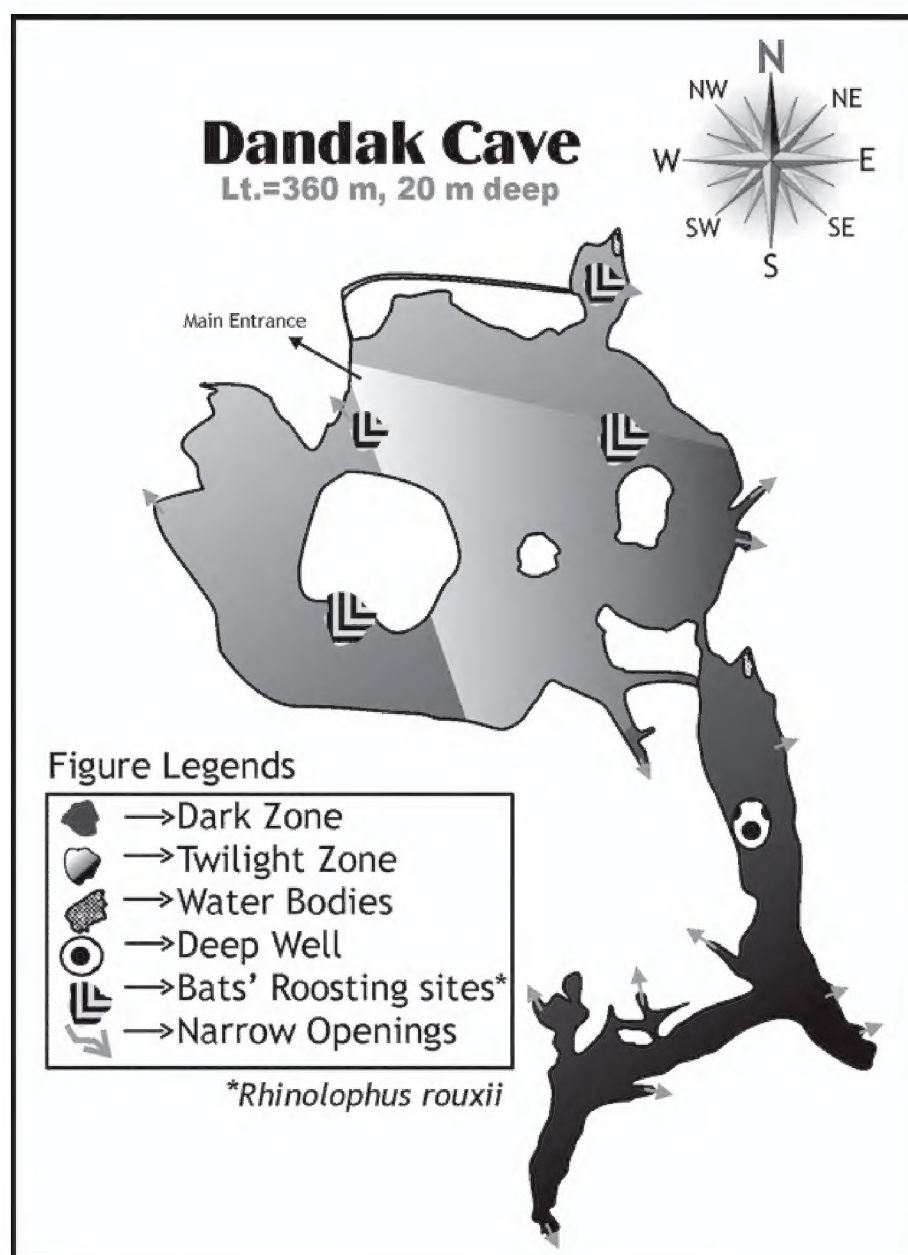 N
NW
NE
W
E
SW
SE
S
Dandak Cave
Lt.=360 m, 20 m deep
Main Entrance
Figure Legends
→Dark Zone
→Twilight Zone
→Water Bodies
→Deep Well
→Bats' Roosting sites*
→Narrow Openings
*Rhinolophus rouxii